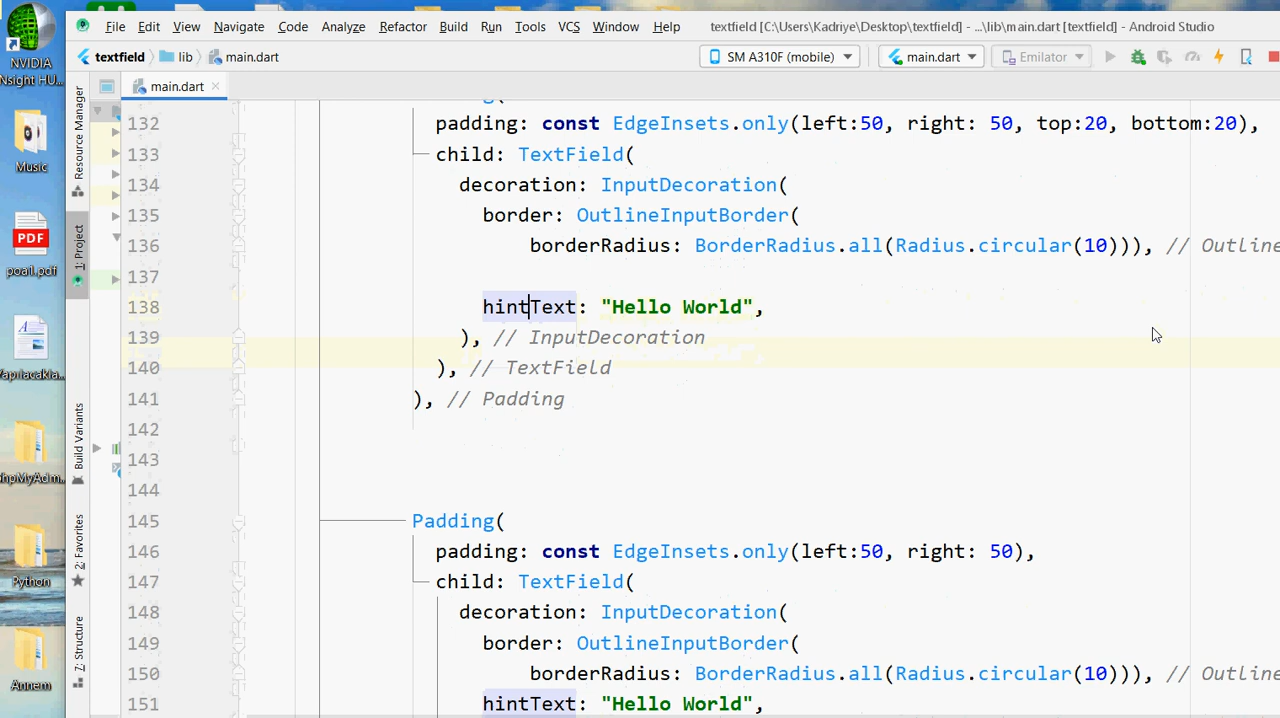 File Edit View Navigate Code Analyze Refactor Build Run Tools VCS Window Help textfield [C:\Users\Kadriye\Desktop\textfield] - ...\lib\main.dart [textfield] - Android Studio
textfield lib main.dart SM A310F (mobile) main.dart Emilator
main.dart
NVIDIA
Nsight HU...
Music
PDF
poail.pdf
Yapılacakla...
phpMyAdm...
Python
Annem
Resource Manager
1: Project
Build Variants
2: Favorites
7: Structure
132 padding: const EdgeInsets.only(left:50, right: 50, top:20, bottom:20),
133 child: TextField(
134 decoration: InputDecoration(
135 border: OutlineInputBorder(
136 borderRadius: BorderRadius.all(Radius.circular(10))), // Outline
137
138 hintText: "Hello World",
139 ), // InputDecoration
140 ), // TextField
141 ), // Padding
142
143
144
145 Padding(
146 padding: const EdgeInsets.only(left:50, right: 50),
147 child: TextField(
148 decoration: InputDecoration(
149 border: OutlineInputBorder(
150 borderRadius: BorderRadius.all(Radius.circular(10))), // Outline
151 hintText: "Hello World",